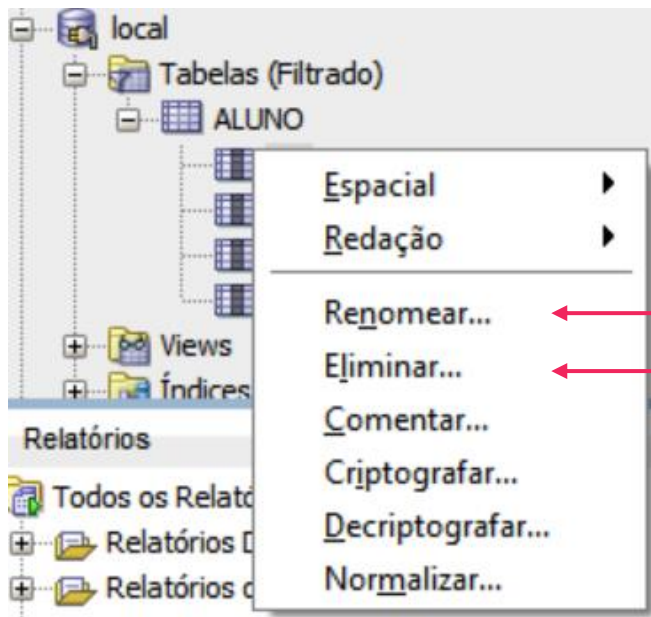 local
Tabelas (Filtrado)
ALUNO
Espacial
Redação
Renomear...
Eliminar...
Comentar...
Criptografar...
Decriptografar...
Normalizar...
Views
Índices
Relatórios
Todos os Relató
Relatórios
Relatórios